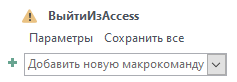 ВыйтиИзAccess
Параметры Сохранить все
Добавить новую макрокоманду